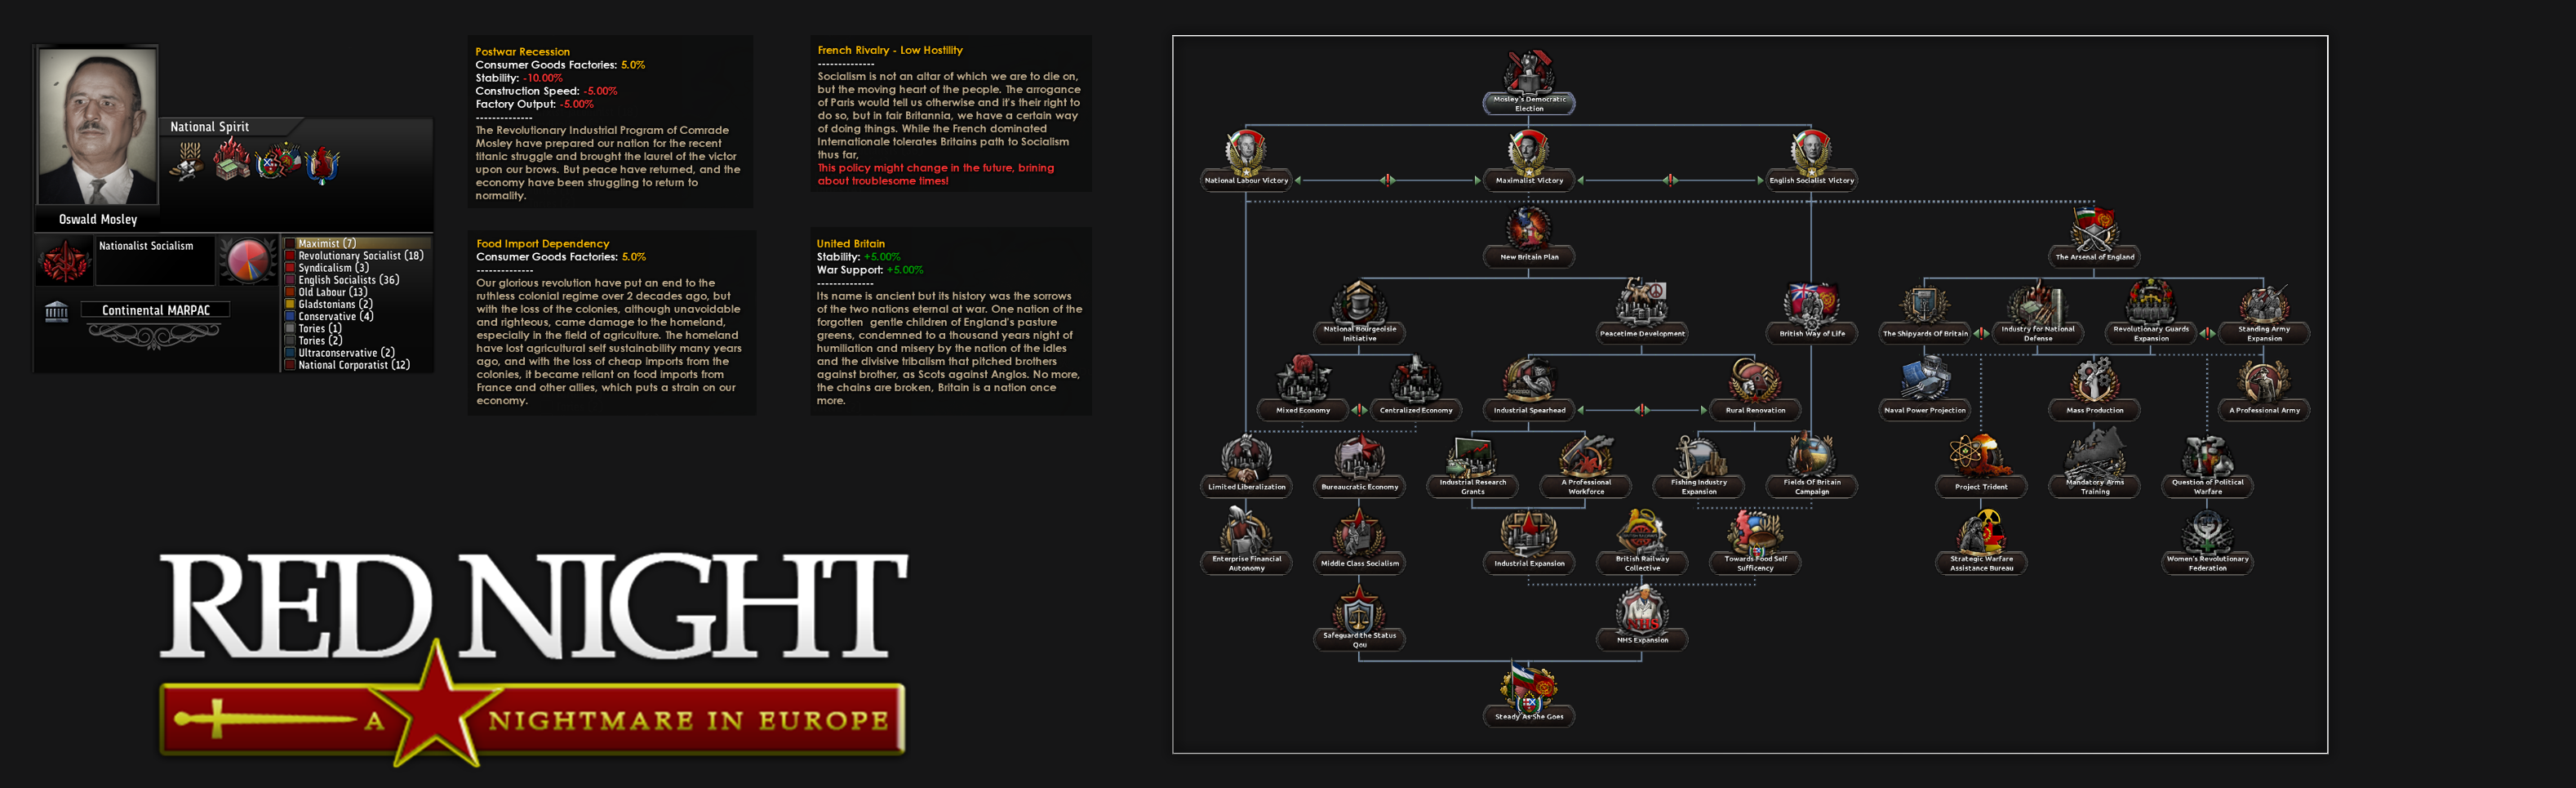 National Spirit
Oswald Mosley
Nationalist Socialism
Continental MARPAC
Maximist (7)
Revolutionary Socialist (18)
Syndicalism (3)
English Socialists (36)
Old Labour (13)
Gladstonians (2)
Conservative (4)
Tories (1)
Tories (2)
Ultraconservative (2)
National Corporatist (12)
Postwar Recession
Consumer Goods Factories: 5.0%
Stability: -10.00%
Construction Speed: -5.00%
Factory Output: -5.00%
--------------
The Revolutionary Industrial Program of Comrade
Mosley have prepared our nation for the recent
titanic struggle and brought the laurel of the victor
upon our brows. But peace have returned, and the
economy have been struggling to return to
normality.
French Rivalry - Low Hostility
--------------
Socialism is not an altar of which we are to die on,
but the moving heart of the people. The arrogance
of Paris would tell us otherwise and it's their right to
do so, but in fair Britannia, we have a certain way
of doing things. While the French dominated
Internationale tolerates Britains path to Socialism
thus far,
This policy might change in the future, brining
about troublesome times!
Food Import Dependency
Consumer Goods Factories: 5.0%
--------------
Our glorious revolution have put an end to the
ruthless colonial regime over 2 decades ago, but
with the loss of the colonies, although unavoidable
and righteous, came damage to the homeland,
especially in the field of agriculture. The homeland
have lost agricultural self sustainability many years
ago, and with the loss of cheap imports from the
colonies, it became reliant on food imports from
France and other allies, which puts a strain on our
economy.
United Britain
Stability: +5.00%
War Support: +5.00%
--------------
Its name is ancient but its history was the sorrows
of the two nations eternal at war. One nation of the
forgotten gentle children of England's pasture
greens, condemned to a thousand years night of
humiliation and misery by the nation of the idles
and the divisive tribalism that pitched brothers
against brother, as Scots against Anglos. No more,
the chains are broken, Britain is a nation once
more.
RED NIGHT
A NIGHTMARE IN EUROPE
Mosley's Democratic
Election
National Labour Victory
Maximalist Victory
English Socialist Victory
New Britain Plan
The Arsenal of England
National Bourgeoisie
Initiative
Peacetime Development
British Way of Life
The Shipyards Of Britain
Industry for National
Defense
Revolutionary Guards
Expansion
Standing Army
Expansion
Mixed Economy
Centralized Economy
Industrial Spearhead
Rural Renovation
Naval Power Projection
Mass Production
A Professional Army
Limited Liberalization
Bureaucratic Economy
Industrial Research
Grants
A Professional
Workforce
Fishing Industry
Expansion
Fields Of Britain
Campaign
Project Trident
Mandatory Arms
Training
Question of Political
Warfare
Enterprise Financial
Autonomy
Middle Class Socialism
Industrial Expansion
British Railway
Collective
Towards Food Self
Sufficency
Strategic Warfare
Assistance Bureau
Women's Revolutionary
Federation
Safeguard the Status
Qou
NHS
NHS Expansion
Steady As She Goes